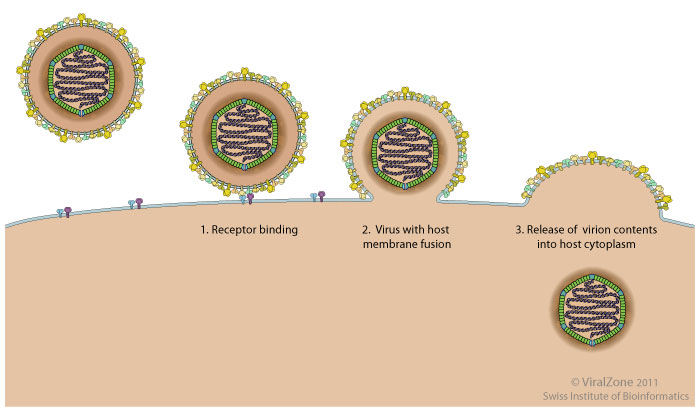 1. Receptor binding
2. Virus with host
membrane fusion
3. Release of virion contents
into host cytoplasm
© ViralZone 2011
Swiss Institute of Bioinformatics